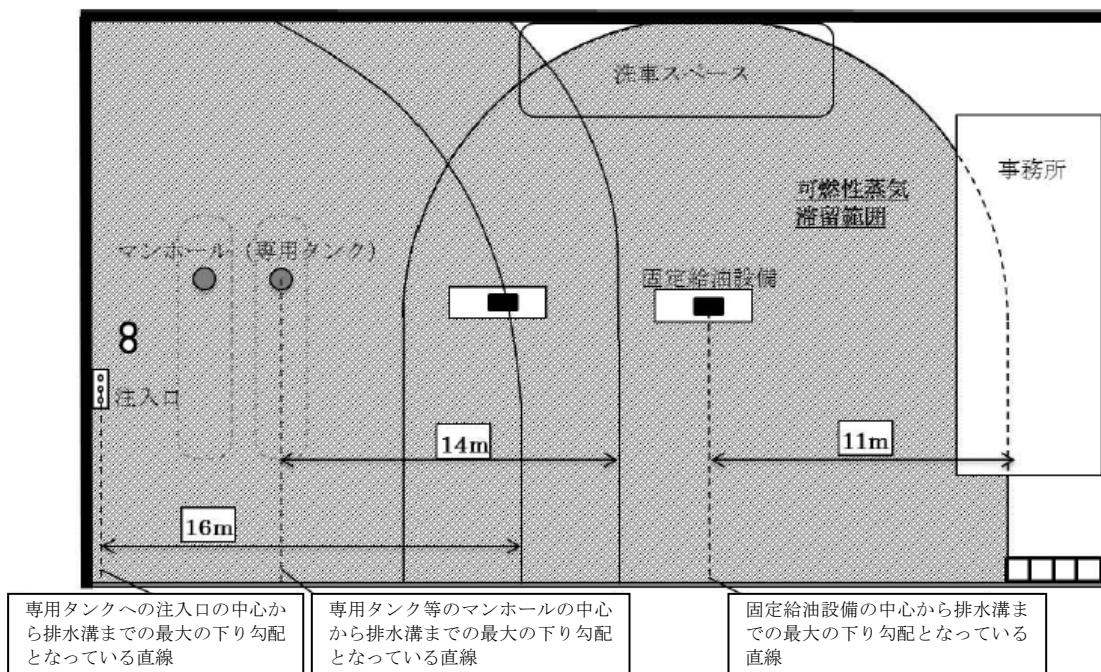 洗車スペース
事務所
可燃性蒸気
滞留範囲
マンホール (専用タンク)
固定給油設備
注入口
14m
11m
16m
専用タンクへの注入口の中心か
ら排水溝までの最大の下り勾配
となっている直線
専用タンク等のマンホールの中心
から排水溝までの最大の下り勾配
となっている直線
固定給油設備の中心から排水溝ま
での最大の下り勾配となっている
直線